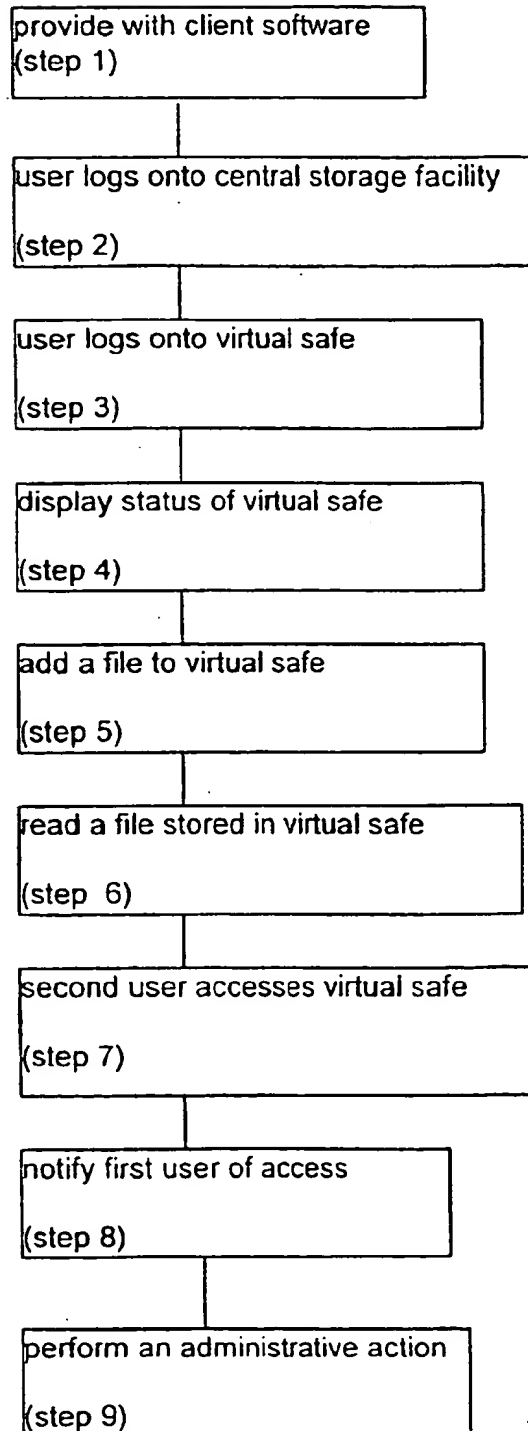 provide with client software
(step 1)
user logs onto central storage facility
(step 2)
user logs onto virtual safe
(step 3)
display status of virtual safe
(step 4)
add a file to virtual safe
(step 5)
read a file stored in virtual safe
(step 6)
second user accesses virtual safe
(step 7)
notify first user of access
(step 8)
perform an administrative action
(step 9)